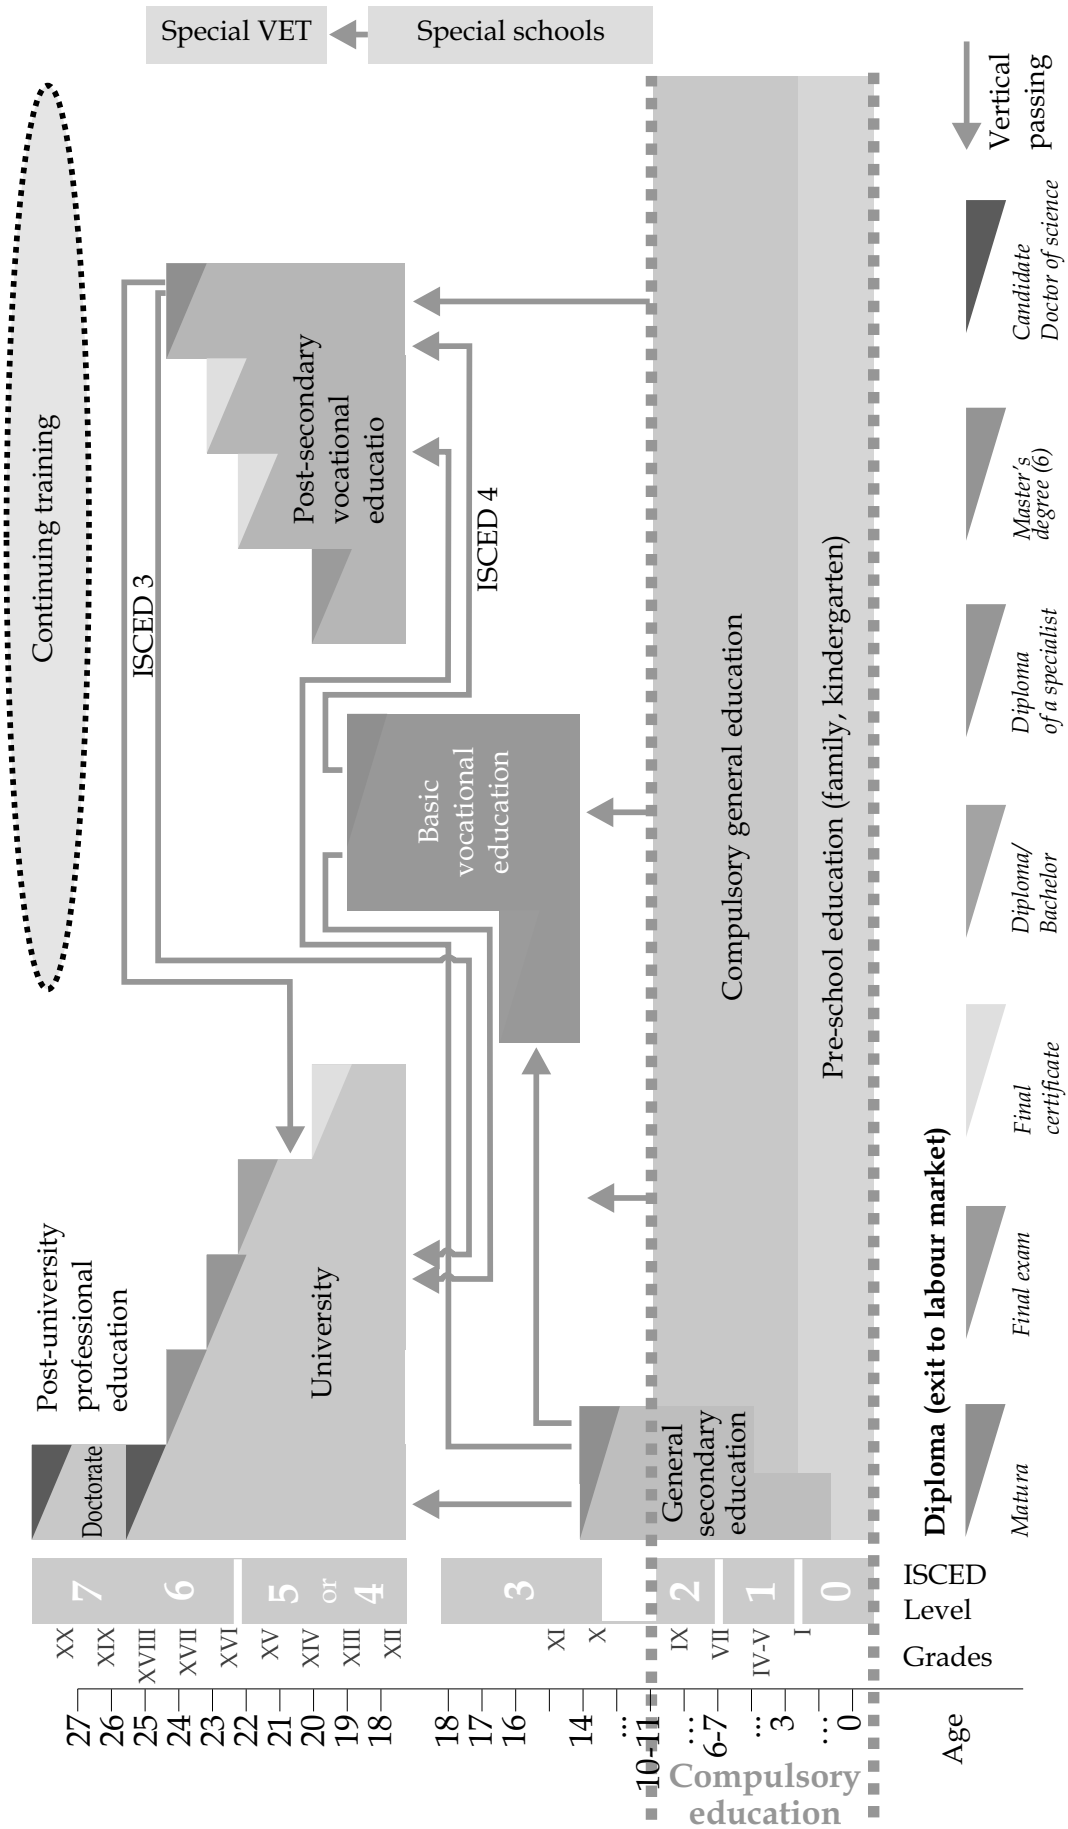 Special VET
Special schools
Continuing training
ISCED 3
Post-secondary
vocational
educatio
ISCED 4
Basic
vocational
education
Compulsory general education
Pre-school education (family, kindergarten)
Vertical
passing
Post-university
professional
education
Doctorate
University
General
secondary
education
7
6
5
or
4
3
2
1
0
ISCED
Level
XX
XIX
XVIII
XVII
XVI
XV
XIV
XIII
XII
XI
X
IX
VII
IV-V
I
Grades
27
26
25
24
23
22
21
20
19
18
18
17
16
14
...
10-11
...
6-7
...
3
...
0
Age
Compulsory
education
Diploma (exit to labour market)
Matura
Final exam
Final
certificate
Diploma/
Bachelor
Diploma
of a specialist
Master's
degree (6)
Candidate
Doctor of science